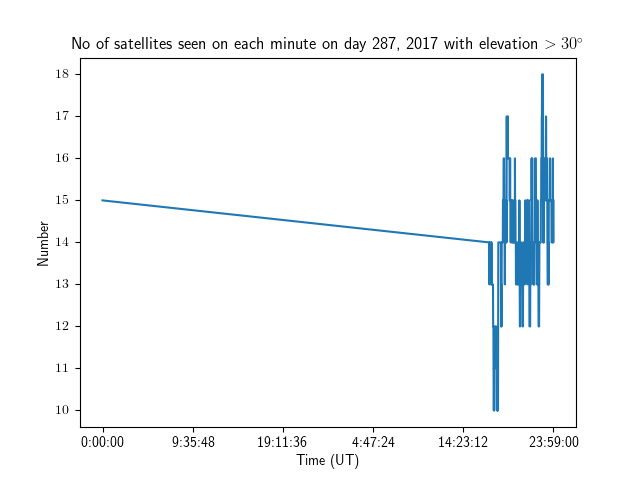 No of satellites seen on each minute on day 287, 2017 with elevation > 30°
18
17
16
15
14
13
12
11
10
Number
0:00:00 9:35:48 19:11:36 4:47:24 14:23:12 23:59:00
Time (UT)